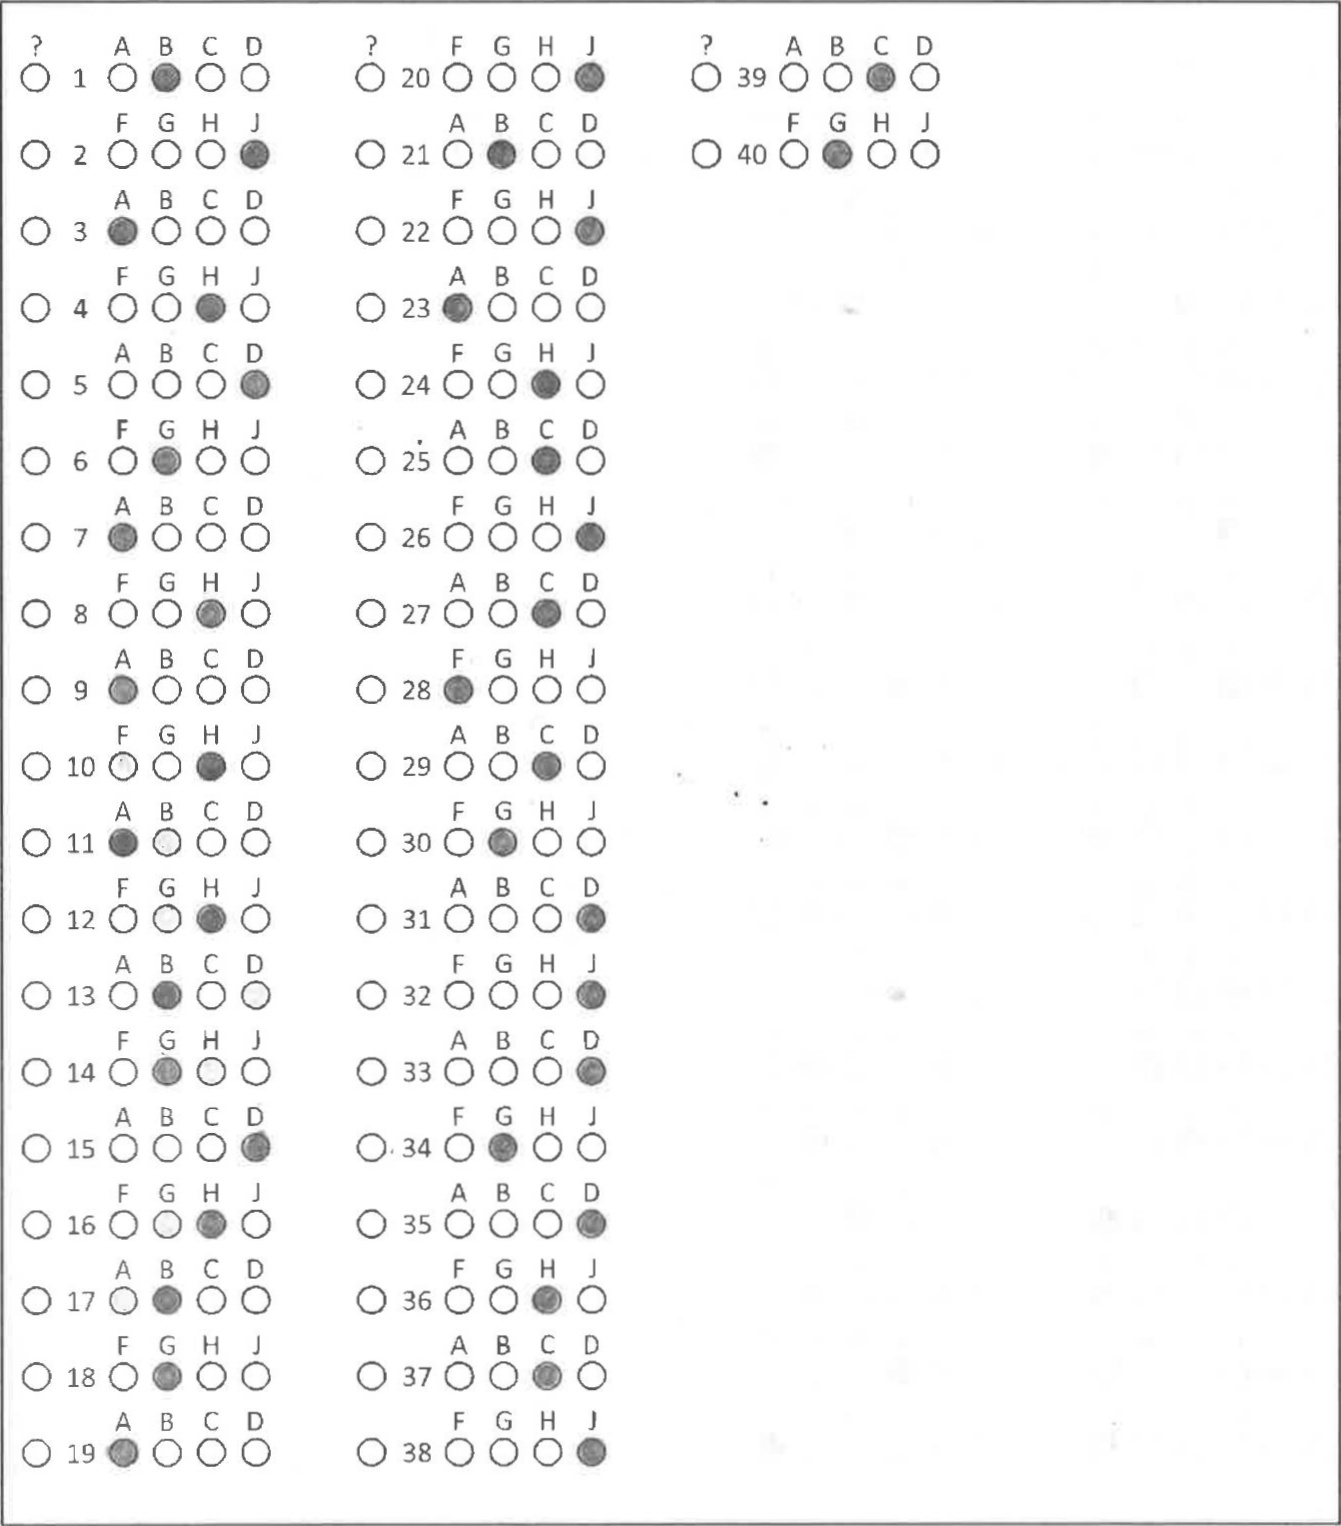 ? A B C D
1
F G H J
2
A B C D
3
F G H J
4
A B C D
5
F G H J
6
A B C D
7
F G H J
8
A B C D
9
F G H J
10
A B C D
11
F G H J
12
A B C D
13
F G H J
14
A B C D
15
F G H J
16
A B C D
17
F G H J
18
A B C D
19
? F G H J
20
A B C D
21
F G H J
22
A B C D
23
F G H J
24
A B C D
25
F G H J
26
A B C D
27
F G H J
28
A B C D
29
F G H J
30
A B C D
31
F G H J
32
A B C D
33
F G H J
34
A B C D
35
F G H J
36
A B C D
37
F G H J
38
? A B C D
39
F G H J
40